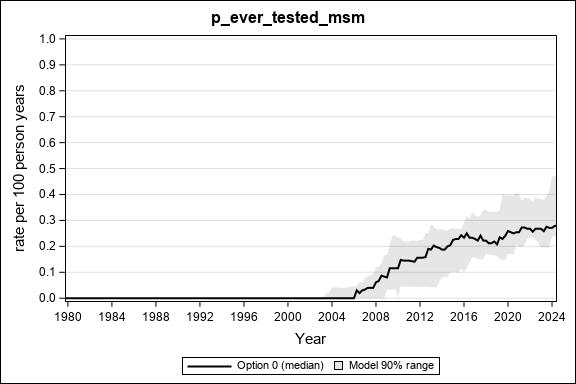 p_ever_tested_msm
rate per 100 person years
1.0
0.9
0.8
0.7
0.6
0.5
0.4
0.3
0.2
0.1
0.0
1980 1984 1988 1992 1996 2000 2004 2008 2012 2016 2020 2024
Year
Option 0 (median) Model 90% range